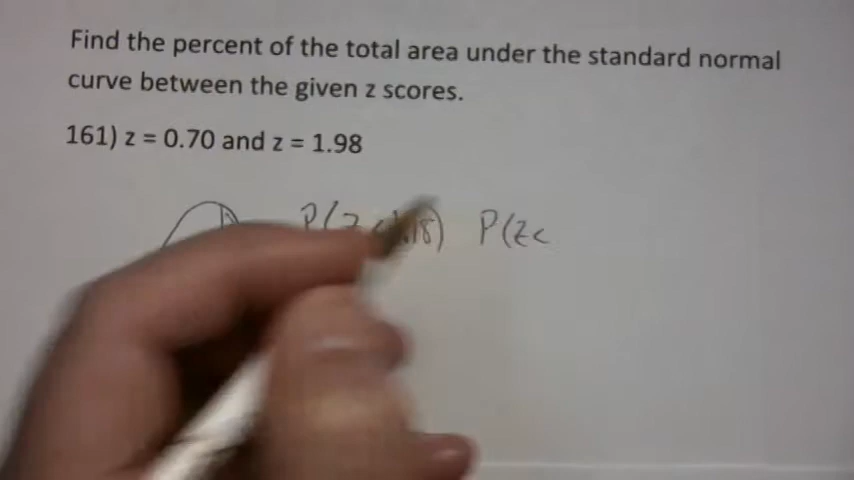 Find the percent of the total area under the standard normal
curve between the given z scores.
161) z = 0.70 and z = 1.98
P(z< P(z<